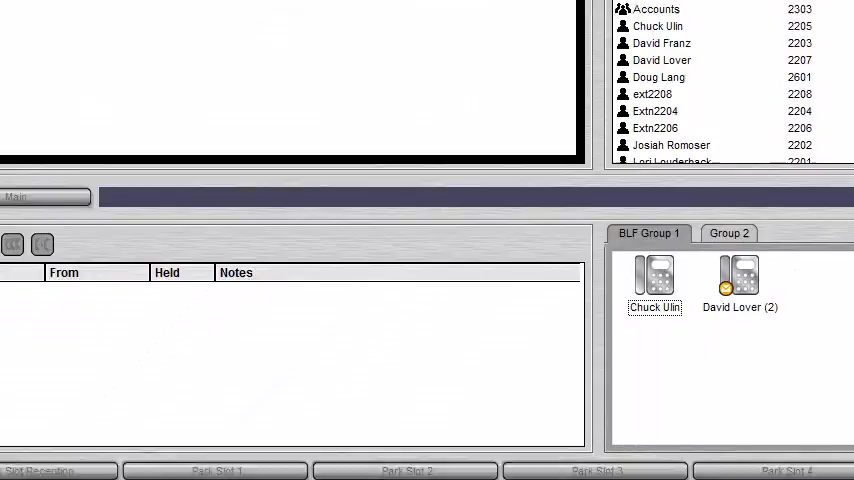 Accounts 2303
Chuck Ulin 2205
David Franz 2203
David Lover 2207
Doug Lang 2601
ext2208 2208
Extn2204 2204
Extn2206 2206
Josiah Romoser 2202
Lori Louderback 2201
Main
BLF Group 1 Group 2
From Held Notes
Chuck Ulin David Lover (2)
Slot Reception Park Slot 1 Park Slot 2 Park Slot 3 Park Slot 4